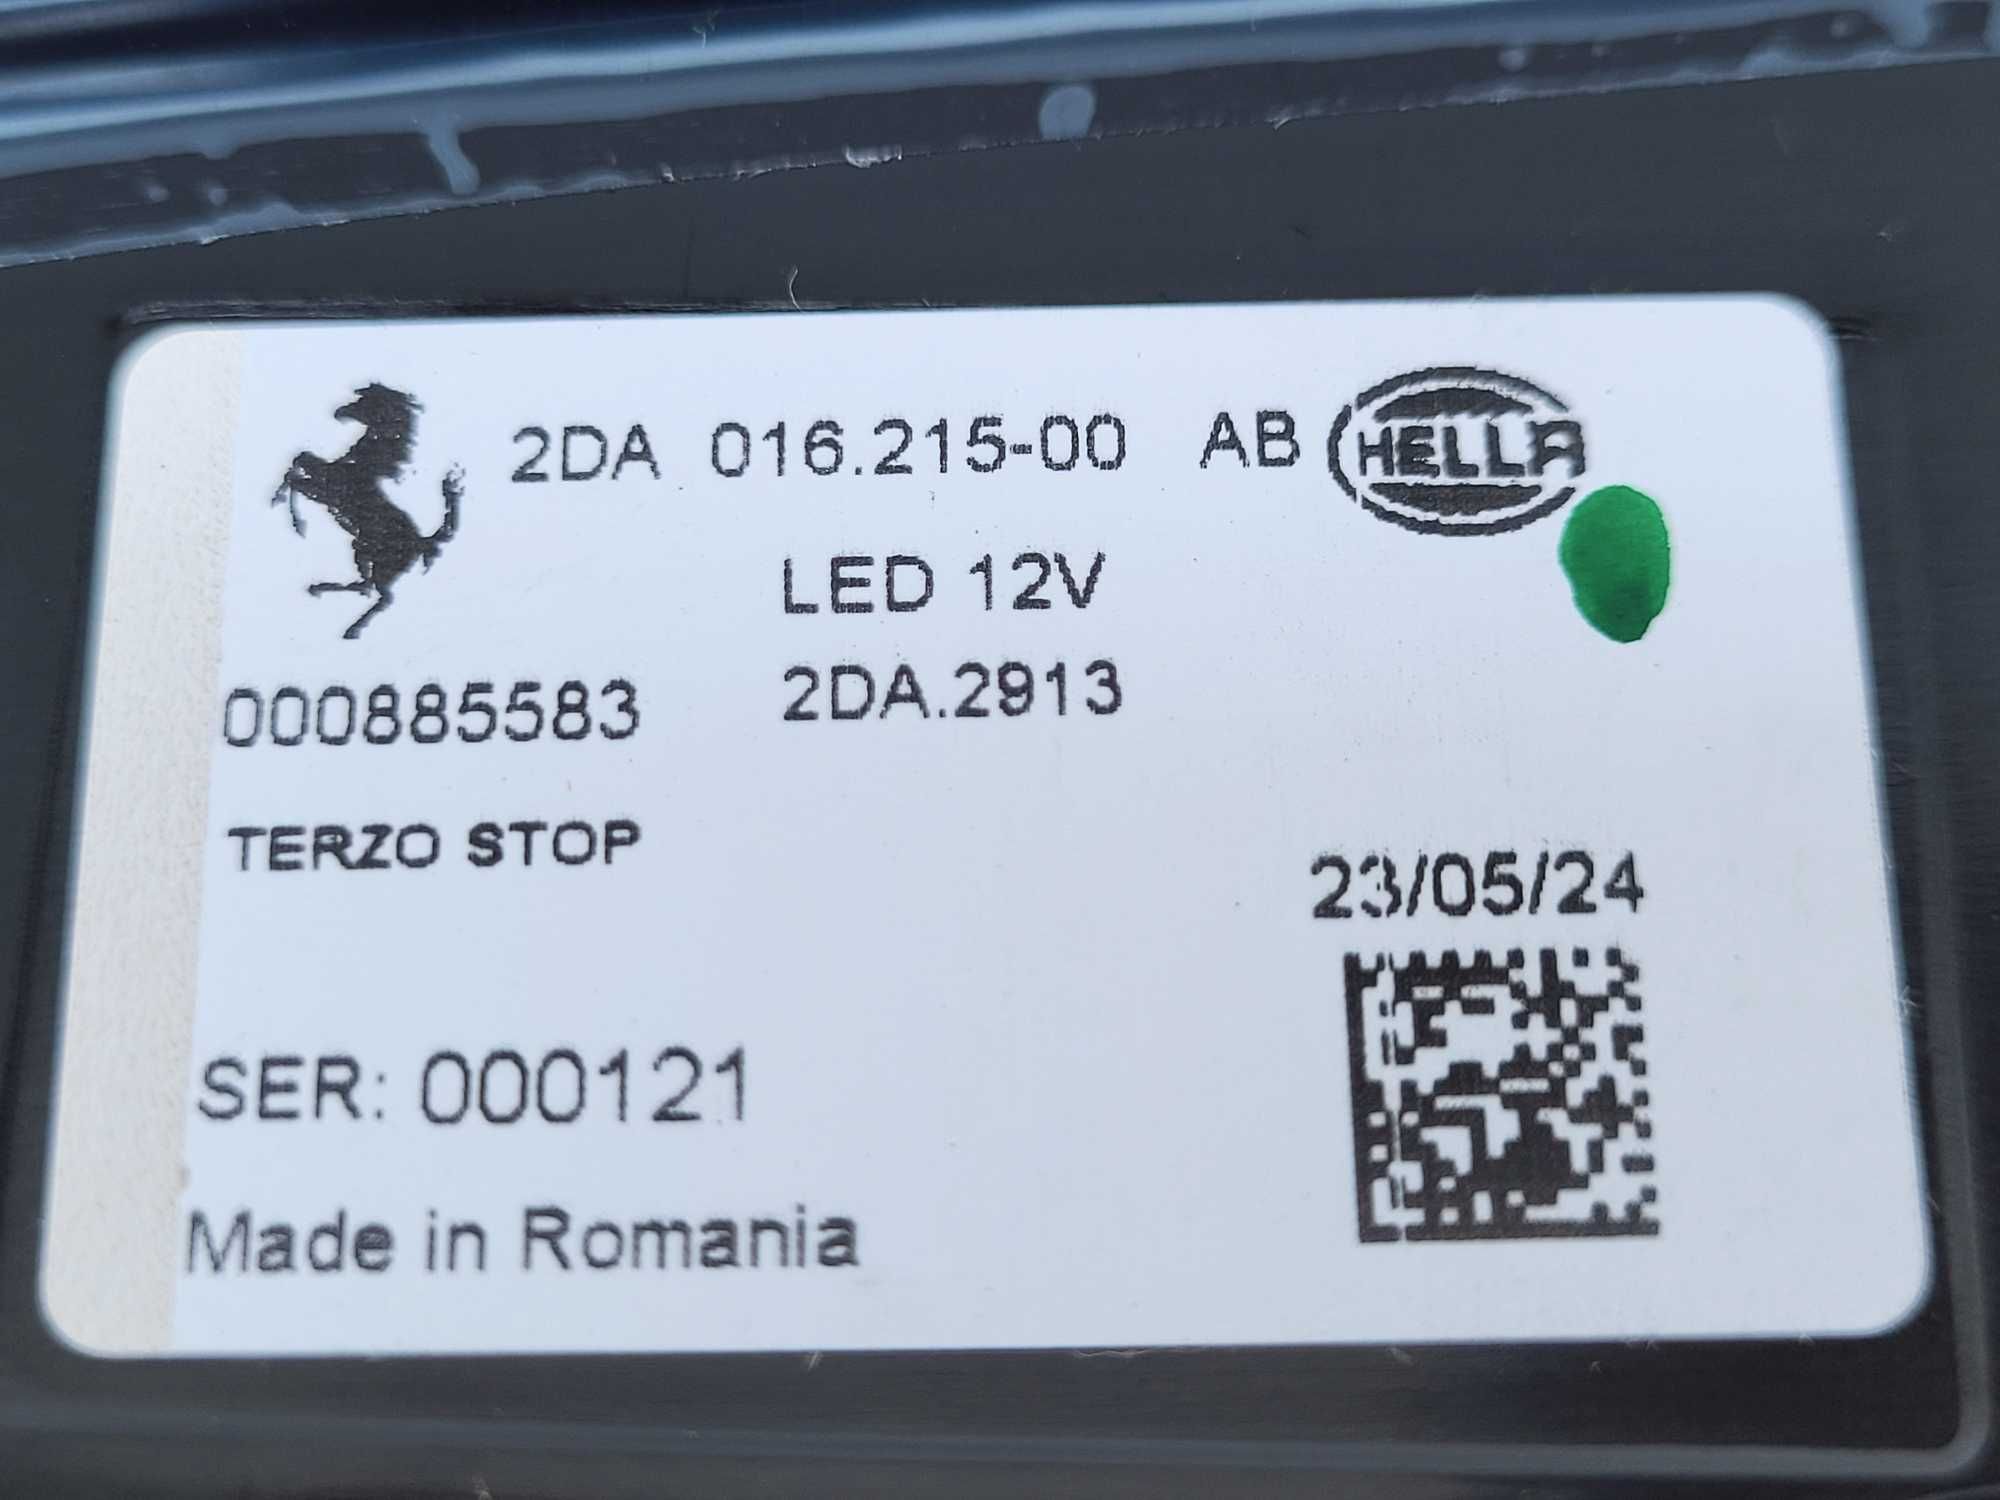 2DA 016.215-00 AB HELLA
LED 12V
000885583 2DA.2913
TERZO STOP
23/05/24
SER: 000121
Made in Romania